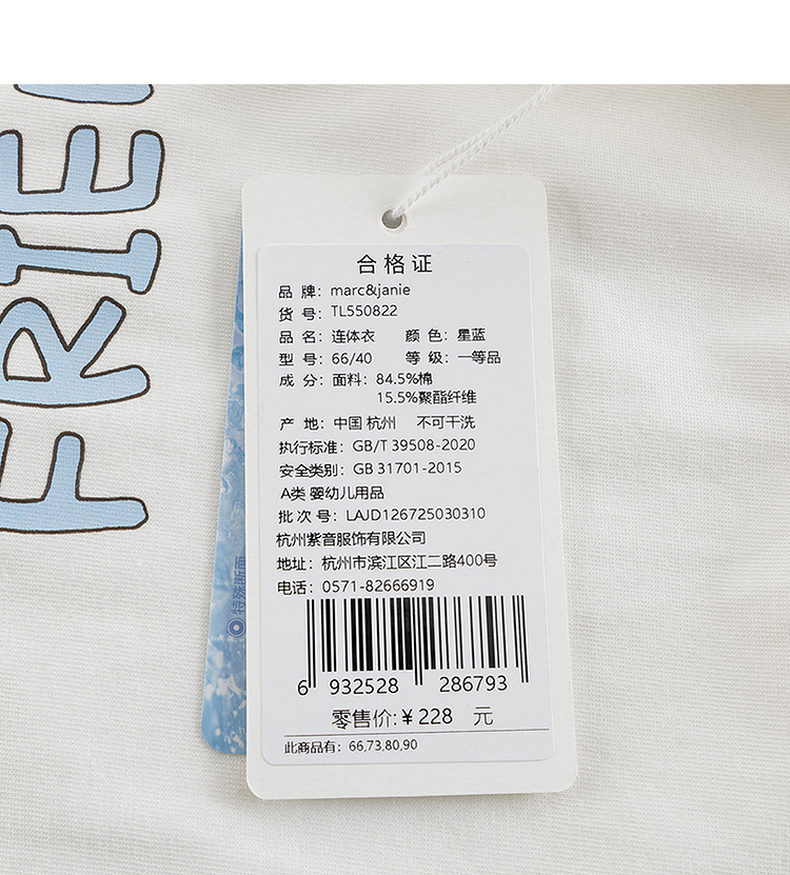 FRIE
合格证
品 牌：marc&janie
货 号：TL550822
品 名：连体衣 颜 色：星蓝
型 号：66/40 等 级：一等品
成 分：面料：84.5%棉
15.5%聚酯纤维
产 地：中国 杭州 不可干洗
执行标准：GB/T 39508-2020
安全类别：GB 31701-2015
A类 婴幼儿用品
批 次 号：LAJD126725030310
杭州紫音服饰有限公司
地址：杭州市滨江区江二路400号
电话：0571-82666919
6 932528 286793
零售价:￥228 元
此商品有：66,73,80,90
特殊断面